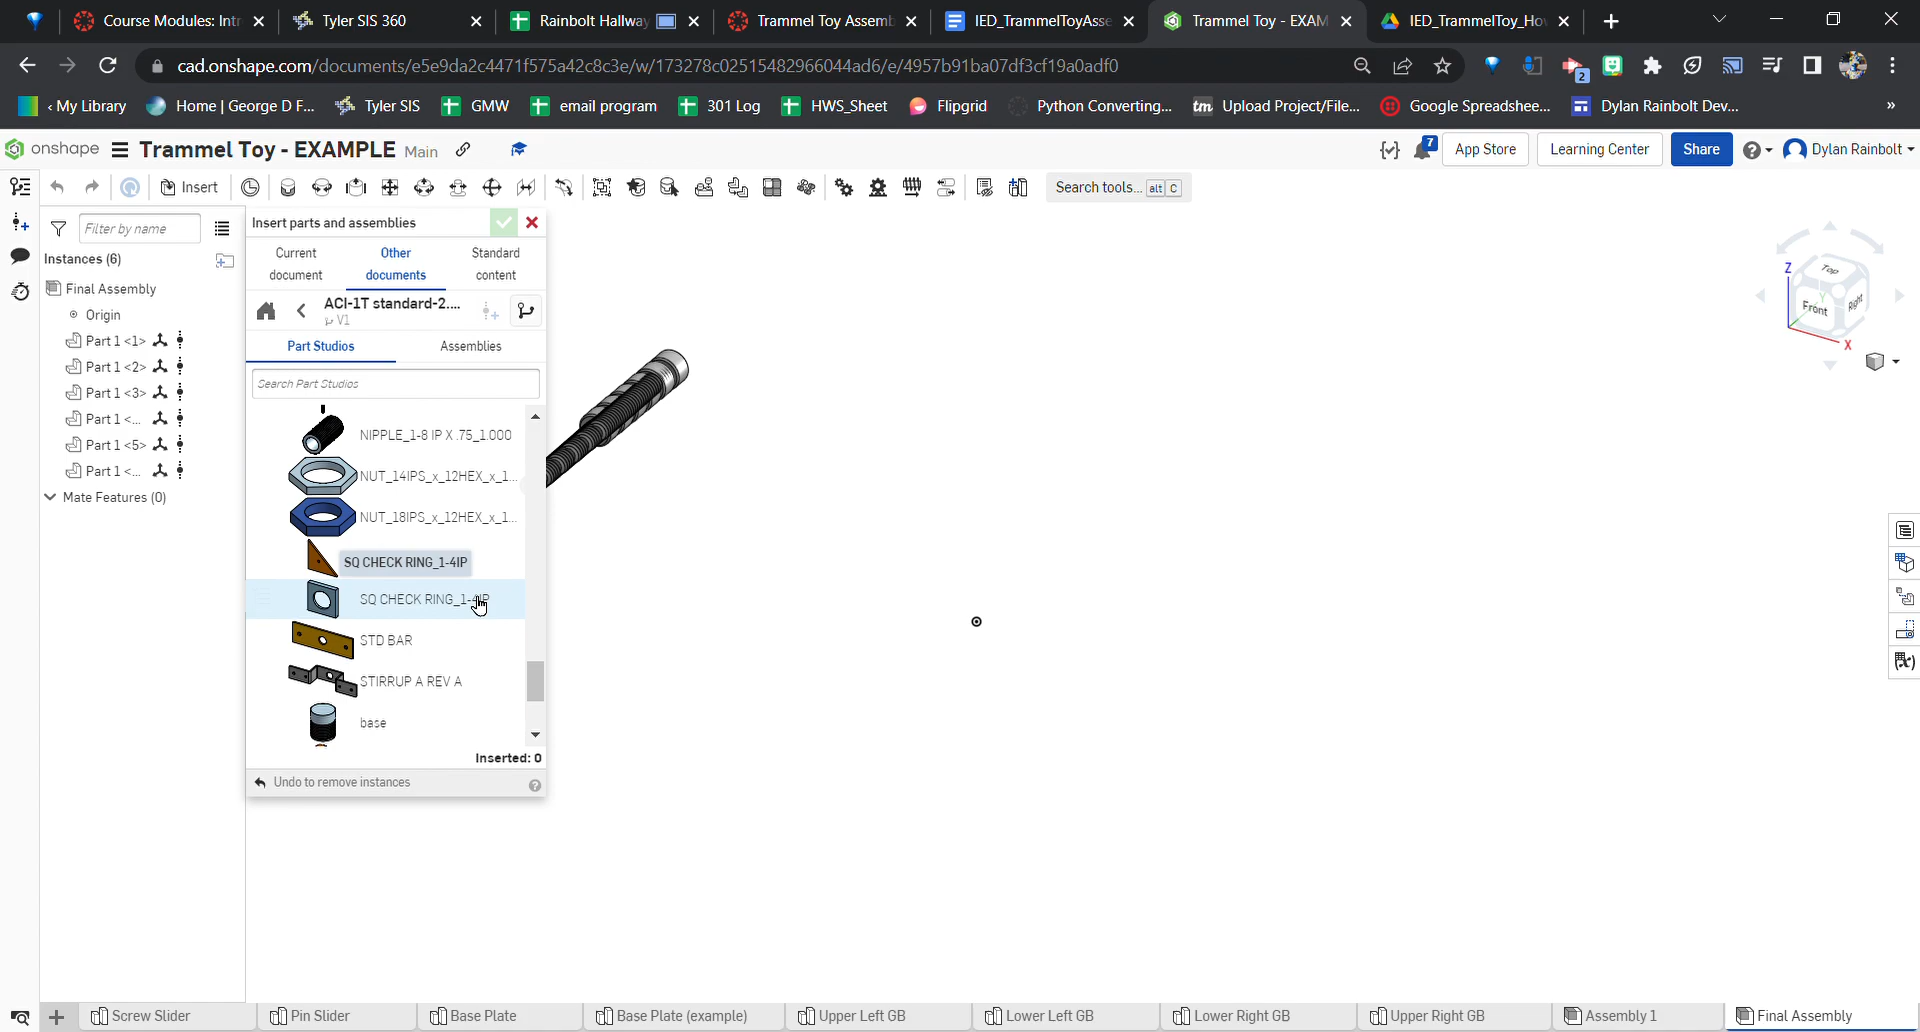 Course Modules: Int
Tyler SIS 360
Rainbolt Hallway
Trammel Toy Assemb
IED_TrammelToyAsse
Trammel Toy - EXAM
IED_TrammelToy_Ho
cad.onshape.com/documents/e5e9da2c4471f575a42c8c3e/w/173278c02515482966044ad6/e/4957b91ba07df3cf19a0adf0
2
‹ My Library
Home | George D F...
Tyler SIS
GMW
email program
301 Log
HWS_Sheet
Flipgrid
Python Converting...
tm Upload Project/File...
Google Spreadshee...
Dylan Rainbolt Dev...
»
onshape
Trammel Toy - EXAMPLE Main
7
App Store
Learning Center
Share
Dylan Rainbolt
Insert
Search tools... alt C
Filter by name
Instances (6)
Final Assembly
Origin
Part 1 <1>
Part 1 <2>
Part 1 <3>
Part 1 <...
Part 1 <5>
Part 1 <...
Mate Features (0)
Insert parts and assemblies
Current document
Other documents
Standard content
ACI-1T standard-2....
V1
Part Studios
Assemblies
Search Part Studios
NIPPLE_1-8 IP X .75_1.000
NUT_14IPS_x_12HEX_x_1...
NUT_18IPS_x_12HEX_x_1...
SQ CHECK RING_1-4IP
SQ CHECK RING_1-4IP
STD BAR
STIRRUP A REV A
base
Inserted: 0
Undo to remove instances
Z
Top
Y
Front
Right
X
Screw Slider
Pin Slider
Base Plate
Base Plate (example)
Upper Left GB
Lower Left GB
Lower Right GB
Upper Right GB
Assembly 1
Final Assembly